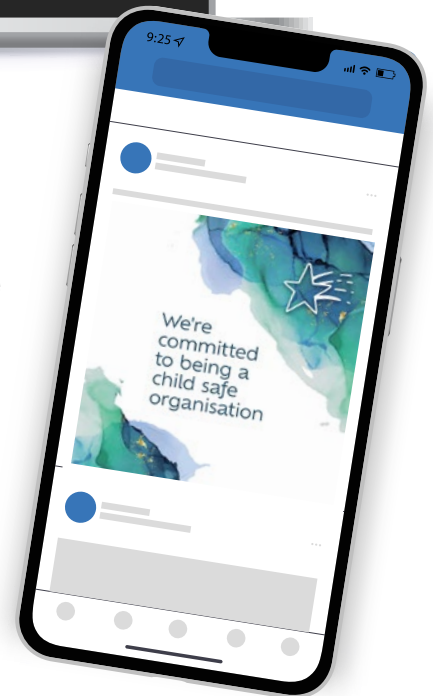 9:25
We're
committed
to being a
child safe
organisation